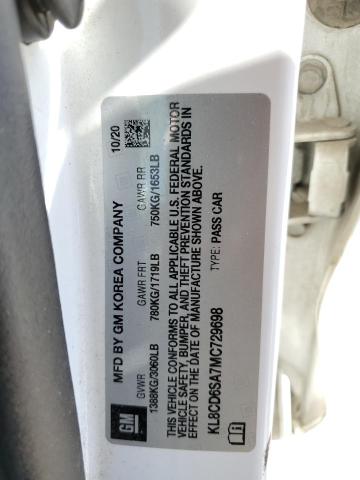 GM
MFD BY GM KOREA COMPANY
10/20
GVWR GAWR FRT GAWR RR
1388KG/3060LB 780KG/1719LB 750KG/1653LB
THIS VEHICLE CONFORMS TO ALL APPLICABLE U.S. FEDERAL MOTOR
VEHICLE SAFETY, BUMPER, AND THEFT PREVENTION STANDARDS IN
EFFECT ON THE DATE OF MANUFACTURE SHOWN ABOVE.
KL8CD6SA7MC729698 TYPE: PASS CAR